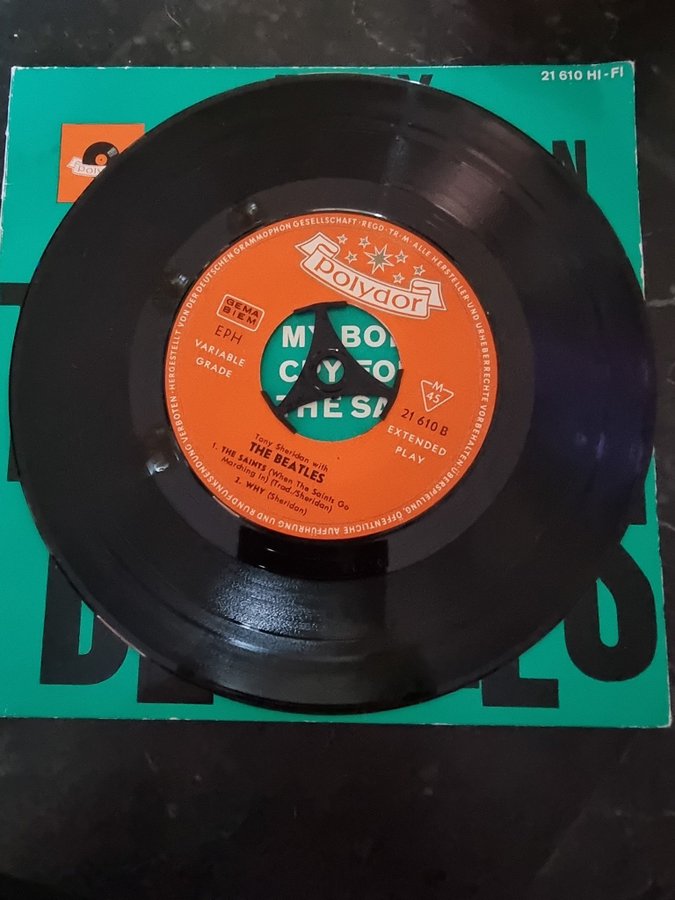 21 610 HI-FI
N
polydor
HERGESTELLT VON DER DEUTSCHEN GRAMMOPHON GESELLSCHAFT · REGD · TR · M · ALLE HERSTELLER- UND URHEBERRECHTE VORBEHALTEN · ÜBERSPIELUNG, ÖFFENTLICHE AUFFÜHRUNG UND RUNDFUNKSENDUNG VERBOTEN ·
polydor
GEMA
BIEM
EPH
VARIABLE
GRADE
MY BO
CRY FO
THE SA
M
45
21 610 B
EXTENDED
PLAY
Tony Sheridan with
THE BEATLES
1. THE SAINTS (When The Saints Go
Marching In) (Trad./Sheridan)
2. WHY (Sheridan)